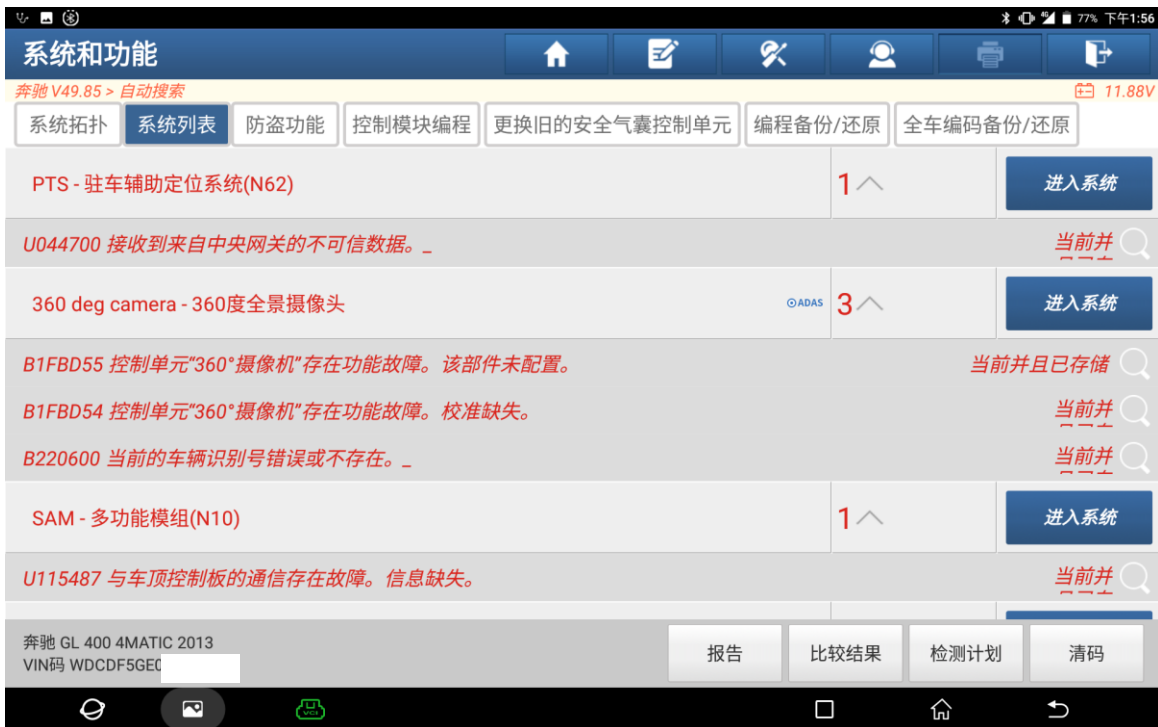 4G 77% 下午1:56
系统和功能
奔驰 V49.85 > 自动搜索 11.88V
系统拓扑 系统列表 防盗功能 控制模块编程 更换旧的安全气囊控制单元 编程备份/还原 全车编码备份/还原
PTS - 驻车辅助定位系统(N62) 1 进入系统
U044700 接收到来自中央网关的不可信数据。_ 当前并
360 deg camera - 360度全景摄像头 ADAS 3 进入系统
B1FBD55 控制单元“360°摄像机”存在功能故障。该部件未配置。 当前并且已存储
B1FBD54 控制单元“360°摄像机”存在功能故障。校准缺失。 当前并
B220600 当前的车辆识别号错误或不存在。_ 当前并
SAM - 多功能模组(N10) 1 进入系统
U115487 与车顶控制板的通信存在故障。信息缺失。 当前并
奔驰 GL 400 4MATIC 2013
VIN码 WDCDF5GE0
报告 比较结果 检测计划 清码
VCI